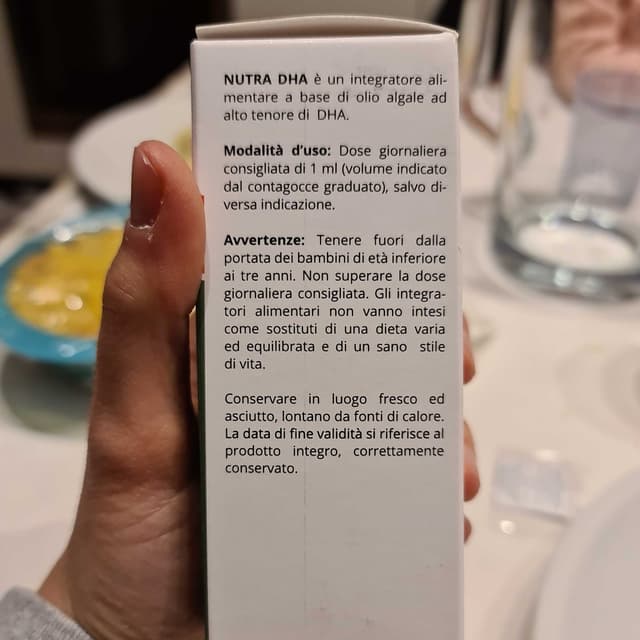 NUTRA DHA è un integratore ali-
mentare a base di olio algale ad
alto tenore di DHA.
Modalità d'uso: Dose giornaliera
consigliata di 1 ml (volume indicato
dal contagocce graduato), salvo di-
versa indicazione.
Avvertenze: Tenere fuori dalla
portata dei bambini di età inferiore
ai tre anni. Non superare la dose
giornaliera consigliata. Gli integra-
tori alimentari non vanno intesi
come sostituti di una dieta varia
ed equilibrata e di un sano stile
di vita.
Conservare in luogo fresco ed
asciutto, lontano da fonti di calore.
La data di fine validità si riferisce al
prodotto integro, correttamente
conservato.